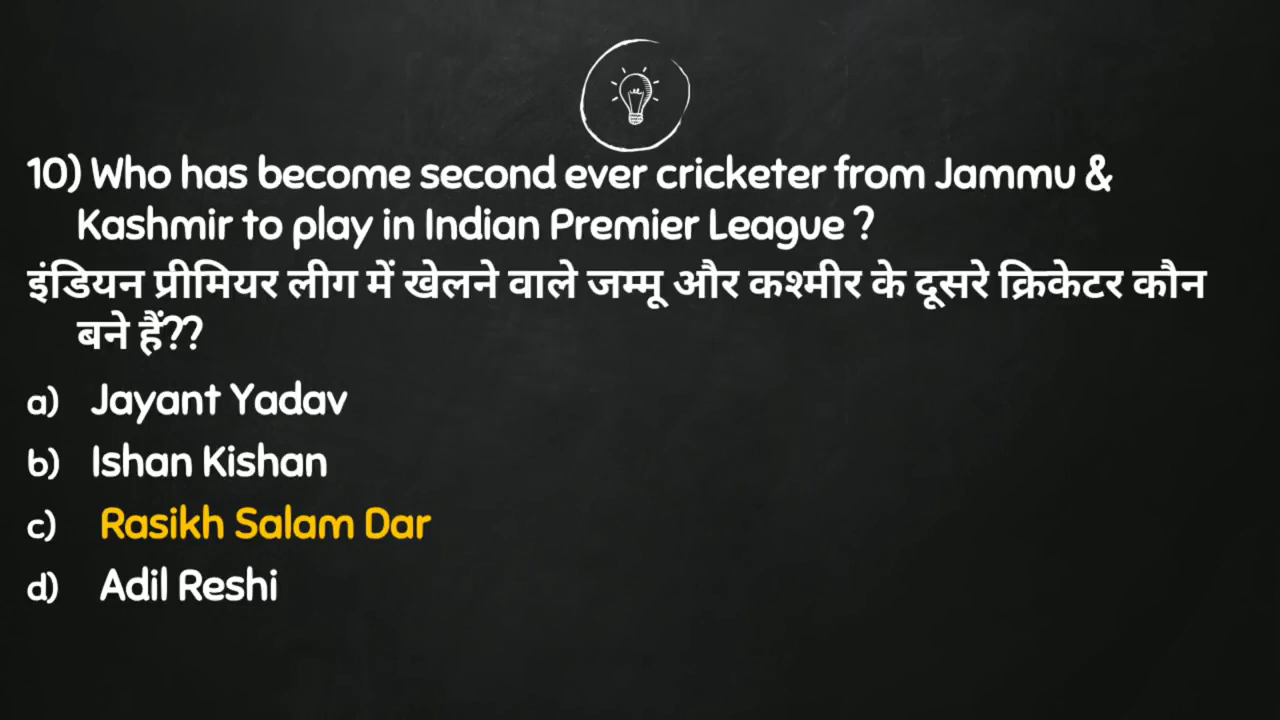 10) Who has become second ever cricketer from Jammu &
Kashmir to play in Indian Premier League ?
इंडियन प्रीमियर लीग में खेलने वाले जम्मू और कश्मीर के दूसरे क्रिकेटर कौन
बने हैं??
a) Jayant Yadav
b) Ishan Kishan
c) Rasikh Salam Dar
d) Adil Reshi